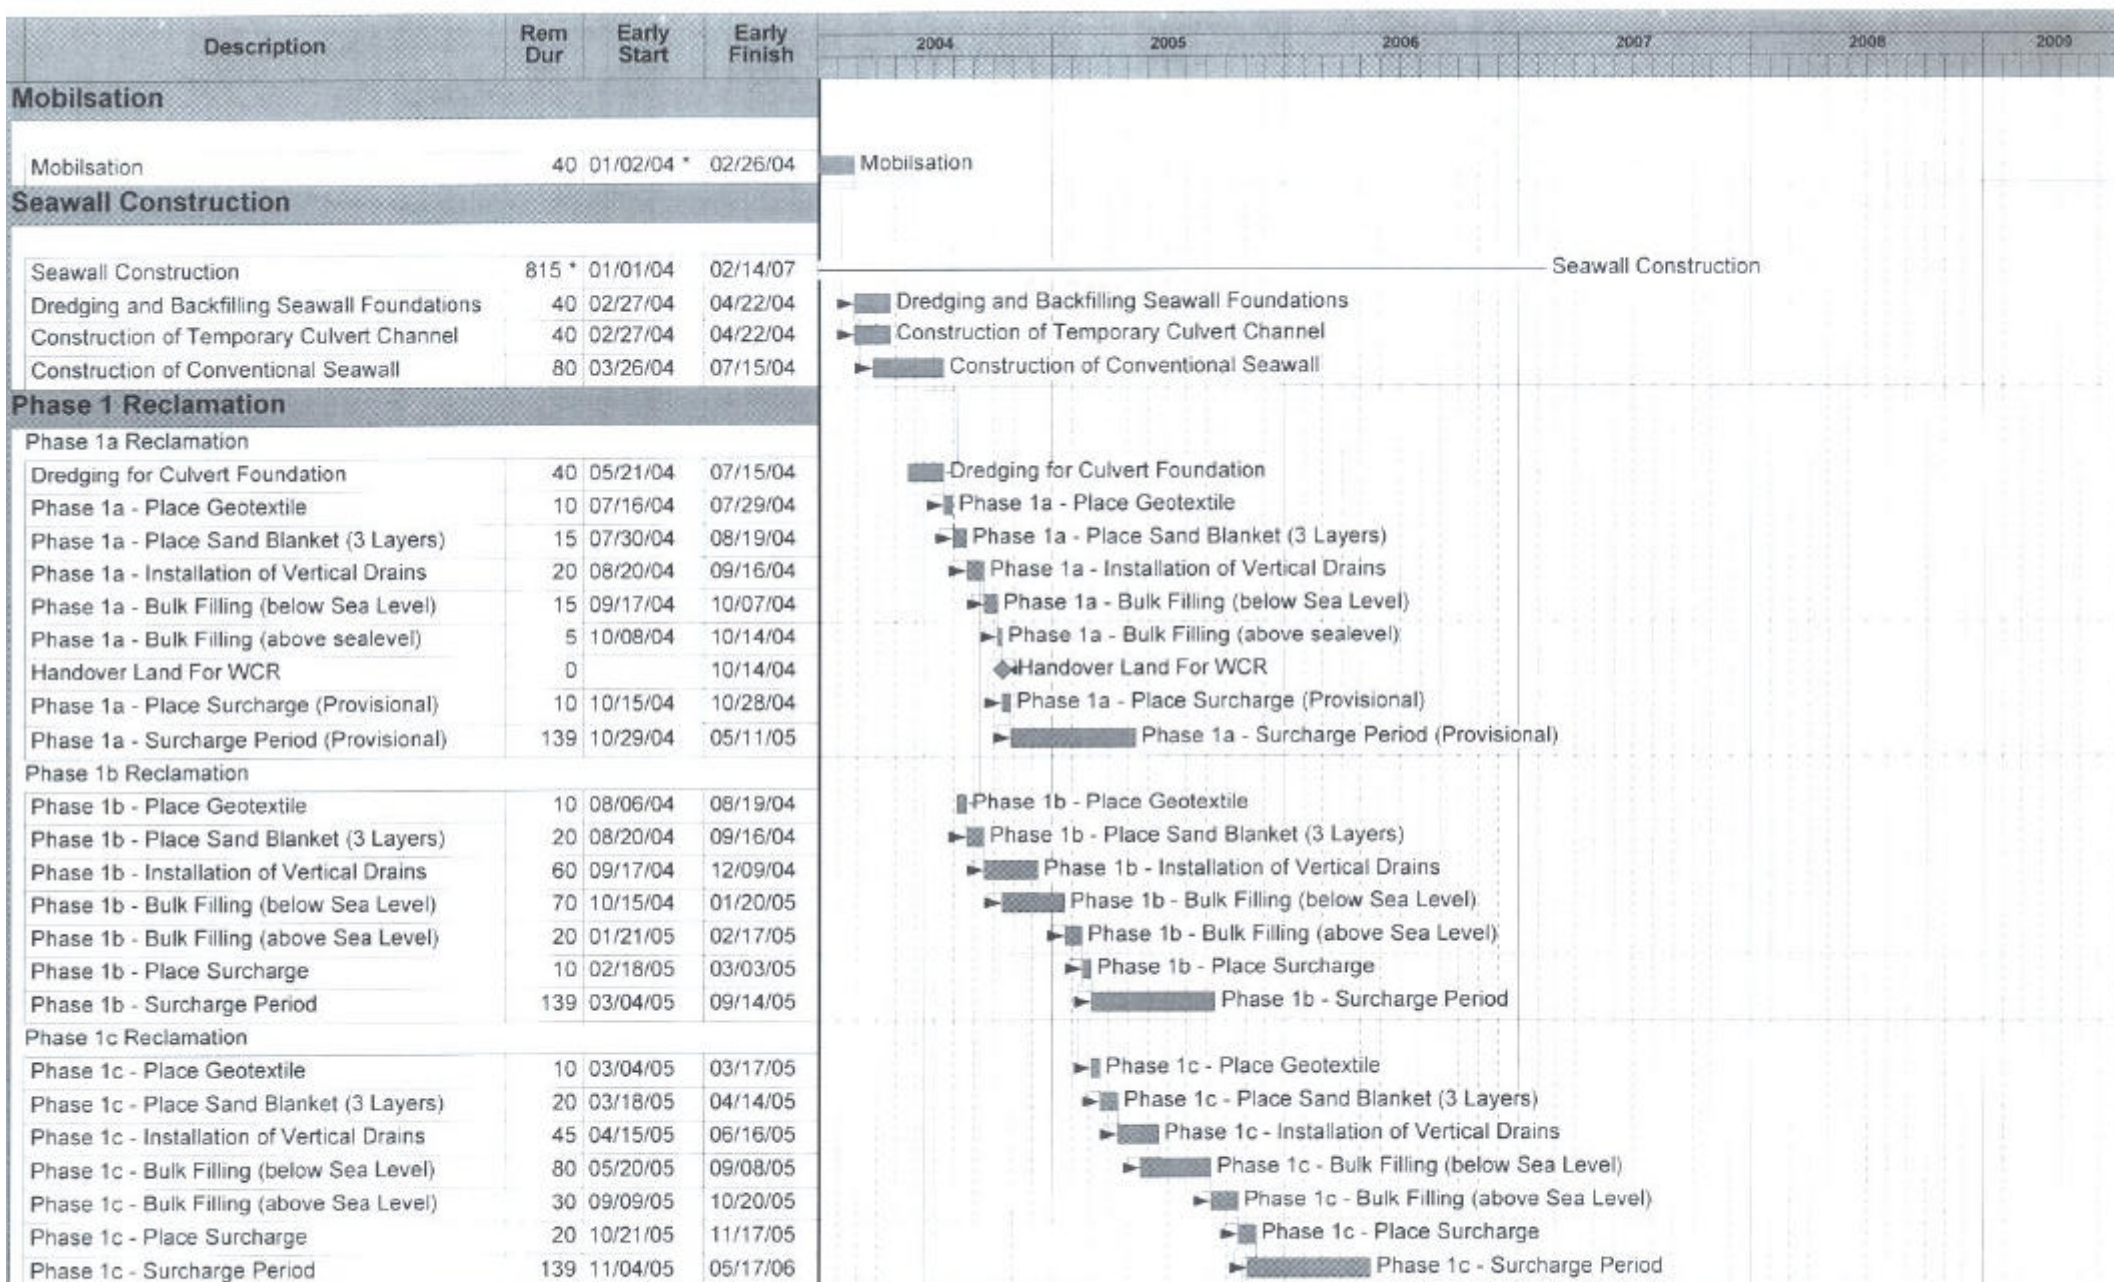 Description Rem Dur Early Start Early Finish 2004 2005 2006 2007 2008 2009
Mobilsation
Mobilsation 40 01/02/04 * 02/26/04 Mobilsation
Seawall Construction
Seawall Construction 815 * 01/01/04 02/14/07 Seawall Construction
Dredging and Backfilling Seawall Foundations 40 02/27/04 04/22/04 Dredging and Backfilling Seawall Foundations
Construction of Temporary Culvert Channel 40 02/27/04 04/22/04 Construction of Temporary Culvert Channel
Construction of Conventional Seawall 80 03/26/04 07/15/04 Construction of Conventional Seawall
Phase 1 Reclamation
Phase 1a Reclamation
Dredging for Culvert Foundation 40 05/21/04 07/15/04 Dredging for Culvert Foundation
Phase 1a - Place Geotextile 10 07/16/04 07/29/04 Phase 1a - Place Geotextile
Phase 1a - Place Sand Blanket (3 Layers) 15 07/30/04 08/19/04 Phase 1a - Place Sand Blanket (3 Layers)
Phase 1a - Installation of Vertical Drains 20 08/20/04 09/16/04 Phase 1a - Installation of Vertical Drains
Phase 1a - Bulk Filling (below Sea Level) 15 09/17/04 10/07/04 Phase 1a - Bulk Filling (below Sea Level)
Phase 1a - Bulk Filling (above sealevel) 5 10/08/04 10/14/04 Phase 1a - Bulk Filling (above sealevel)
Handover Land For WCR 0 10/14/04 Handover Land For WCR
Phase 1a - Place Surcharge (Provisional) 10 10/15/04 10/28/04 Phase 1a - Place Surcharge (Provisional)
Phase 1a - Surcharge Period (Provisional) 139 10/29/04 05/11/05 Phase 1a - Surcharge Period (Provisional)
Phase 1b Reclamation
Phase 1b - Place Geotextile 10 08/06/04 08/19/04 Phase 1b - Place Geotextile
Phase 1b - Place Sand Blanket (3 Layers) 20 08/20/04 09/16/04 Phase 1b - Place Sand Blanket (3 Layers)
Phase 1b - Installation of Vertical Drains 60 09/17/04 12/09/04 Phase 1b - Installation of Vertical Drains
Phase 1b - Bulk Filling (below Sea Level) 70 10/15/04 01/20/05 Phase 1b - Bulk Filling (below Sea Level)
Phase 1b - Bulk Filling (above Sea Level) 20 01/21/05 02/17/05 Phase 1b - Bulk Filling (above Sea Level)
Phase 1b - Place Surcharge 10 02/18/05 03/03/05 Phase 1b - Place Surcharge
Phase 1b - Surcharge Period 139 03/04/05 09/14/05 Phase 1b - Surcharge Period
Phase 1c Reclamation
Phase 1c - Place Geotextile 10 03/04/05 03/17/05 Phase 1c - Place Geotextile
Phase 1c - Place Sand Blanket (3 Layers) 20 03/18/05 04/14/05 Phase 1c - Place Sand Blanket (3 Layers)
Phase 1c - Installation of Vertical Drains 45 04/15/05 06/16/05 Phase 1c - Installation of Vertical Drains
Phase 1c - Bulk Filling (below Sea Level) 80 05/20/05 09/08/05 Phase 1c - Bulk Filling (below Sea Level)
Phase 1c - Bulk Filling (above Sea Level) 30 09/09/05 10/20/05 Phase 1c - Bulk Filling (above Sea Level)
Phase 1c - Place Surcharge 20 10/21/05 11/17/05 Phase 1c - Place Surcharge
Phase 1c - Surcharge Period 139 11/04/05 05/17/06 Phase 1c - Surcharge Period